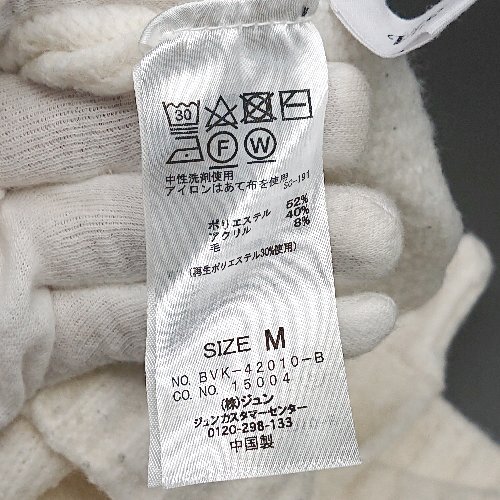 30
F W
中性洗剤使用
アイロンはあて布を使用
SC-191
ポリエステル 52%
アクリル 40%
毛 8%
(再生ポリエステル30%使用)
SIZE M
NO. BVK-42010-B
CO. NO. 15004
(株)ジュン
ジュンカスタマーセンター
0120-298-133
中国製